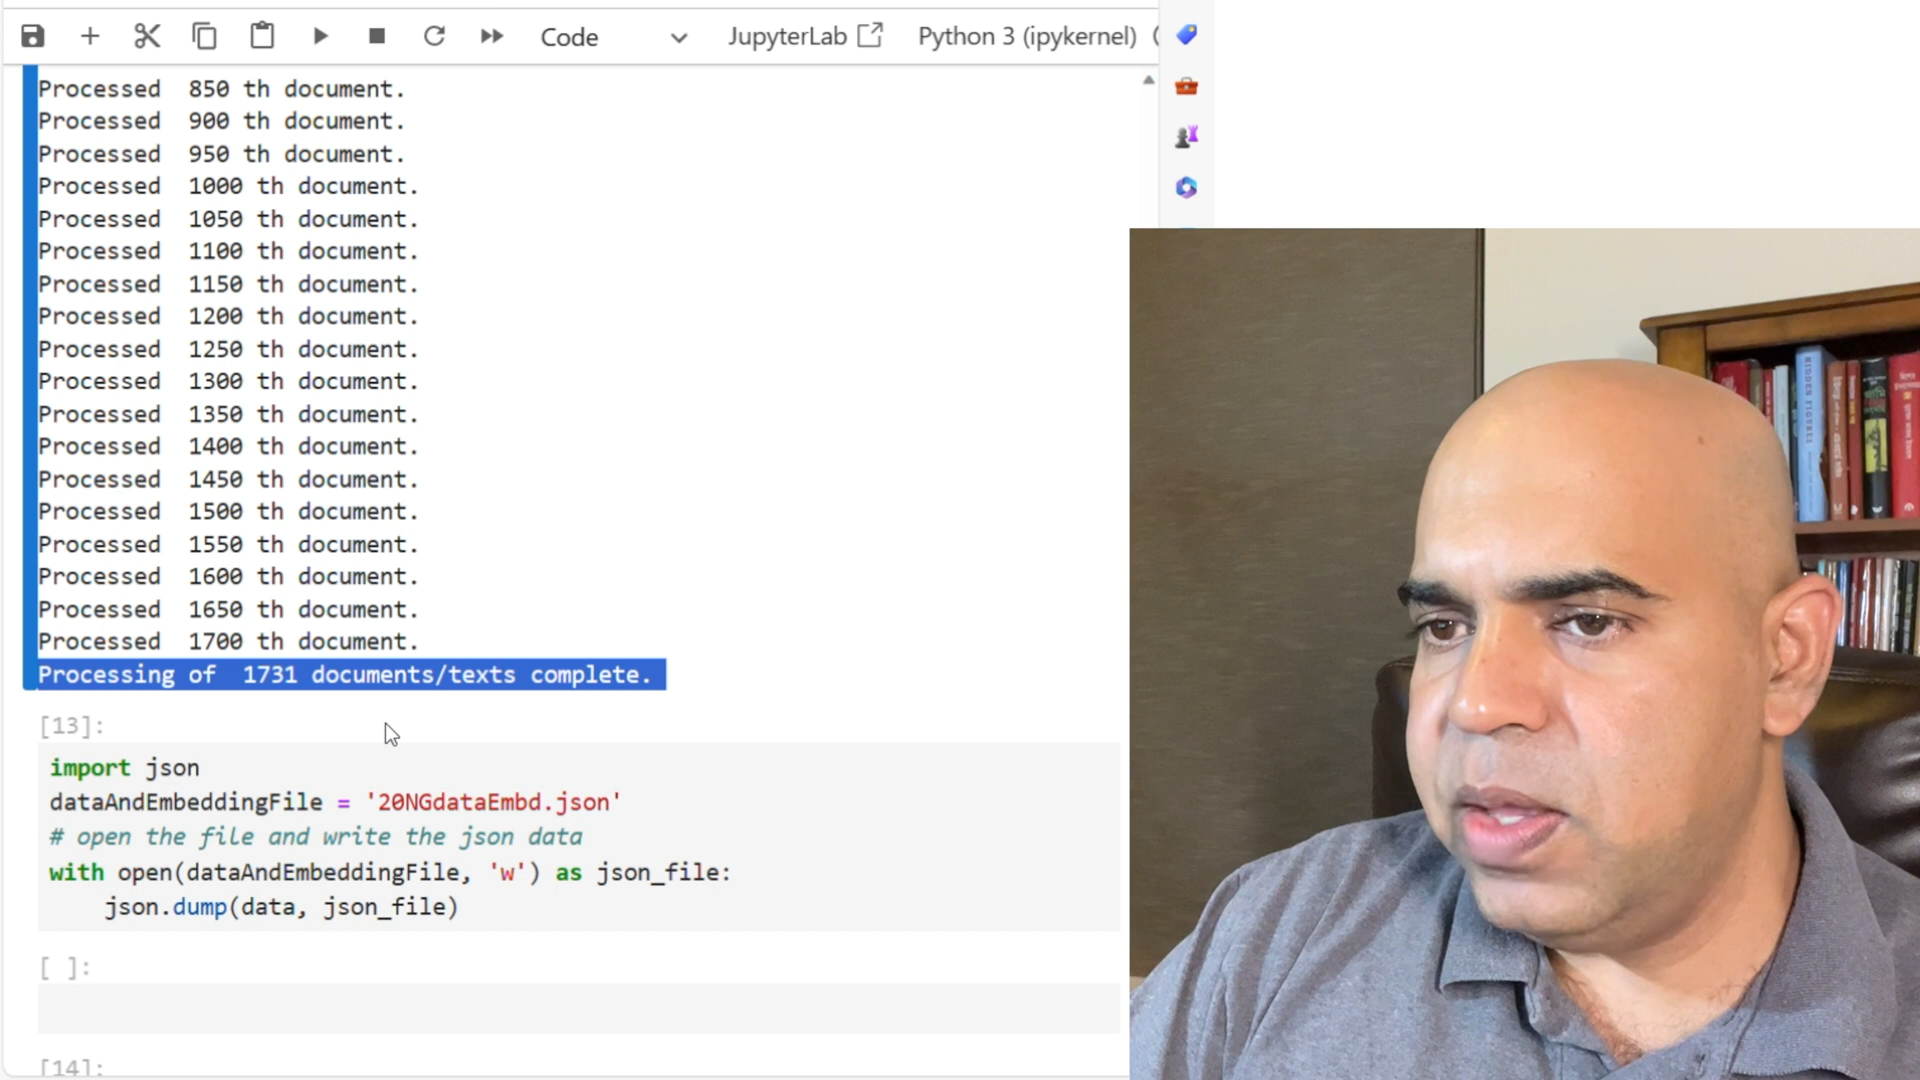 Code
JupyterLab
Python 3 (ipykernel)
Processed  850 th document.
Processed  900 th document.
Processed  950 th document.
Processed  1000 th document.
Processed  1050 th document.
Processed  1100 th document.
Processed  1150 th document.
Processed  1200 th document.
Processed  1250 th document.
Processed  1300 th document.
Processed  1350 th document.
Processed  1400 th document.
Processed  1450 th document.
Processed  1500 th document.
Processed  1550 th document.
Processed  1600 th document.
Processed  1650 th document.
Processed  1700 th document.
Processing of  1731 documents/texts complete.
[13]:
import json
dataAndEmbeddingFile = '20NGdataEmbd.json'
# open the file and write the json data
with open(dataAndEmbeddingFile, 'w') as json_file:
    json.dump(data, json_file)
[ ]:
[14]:
HIDDEN FIGURES